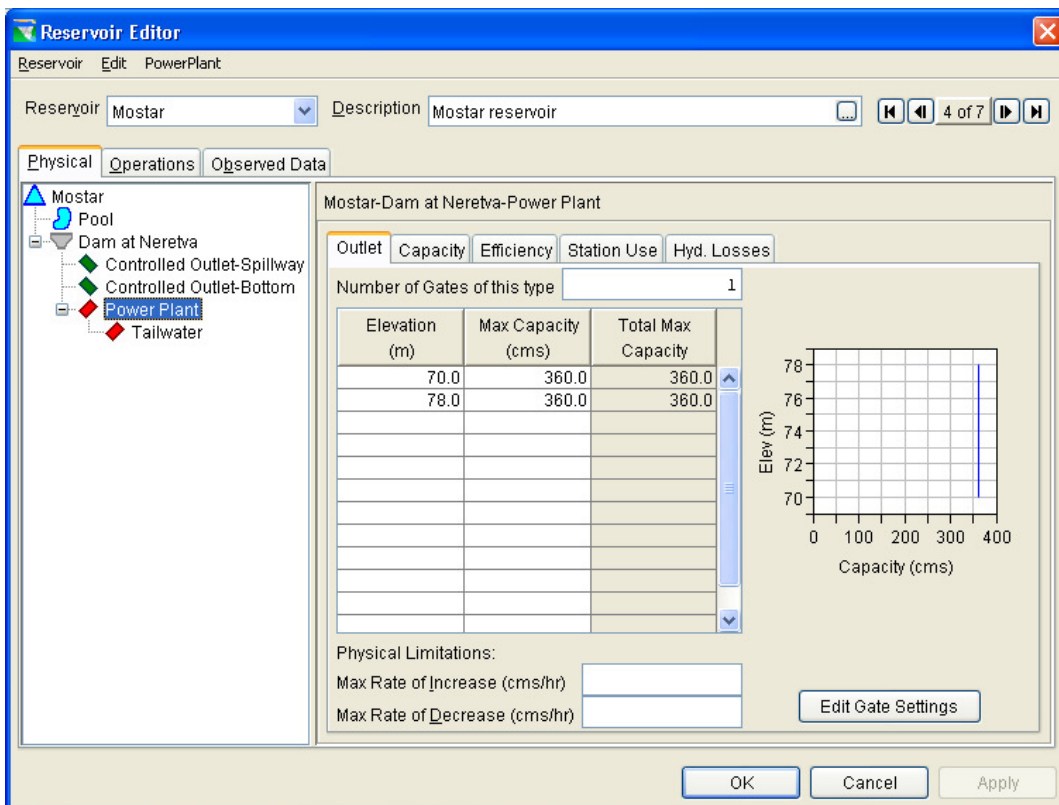 Reservoir Editor
Reservoir Edit PowerPlant
Reservoir Mostar Description Mostar reservoir ... 4 of 7
Physical Operations Observed Data
Mostar
Pool
Dam at Neretva
Controlled Outlet-Spillway
Controlled Outlet-Bottom
Power Plant
Tailwater
Mostar-Dam at Neretva-Power Plant
Outlet Capacity Efficiency Station Use Hyd. Losses
Number of Gates of this type 1
Elevation (m) Max Capacity (cms) Total Max Capacity
70.0 360.0 360.0
78.0 360.0 360.0
78
76
74
72
70
Elev (m)
0 100 200 300 400
Capacity (cms)
Physical Limitations:
Max Rate of Increase (cms/hr)
Max Rate of Decrease (cms/hr)
Edit Gate Settings
OK Cancel Apply